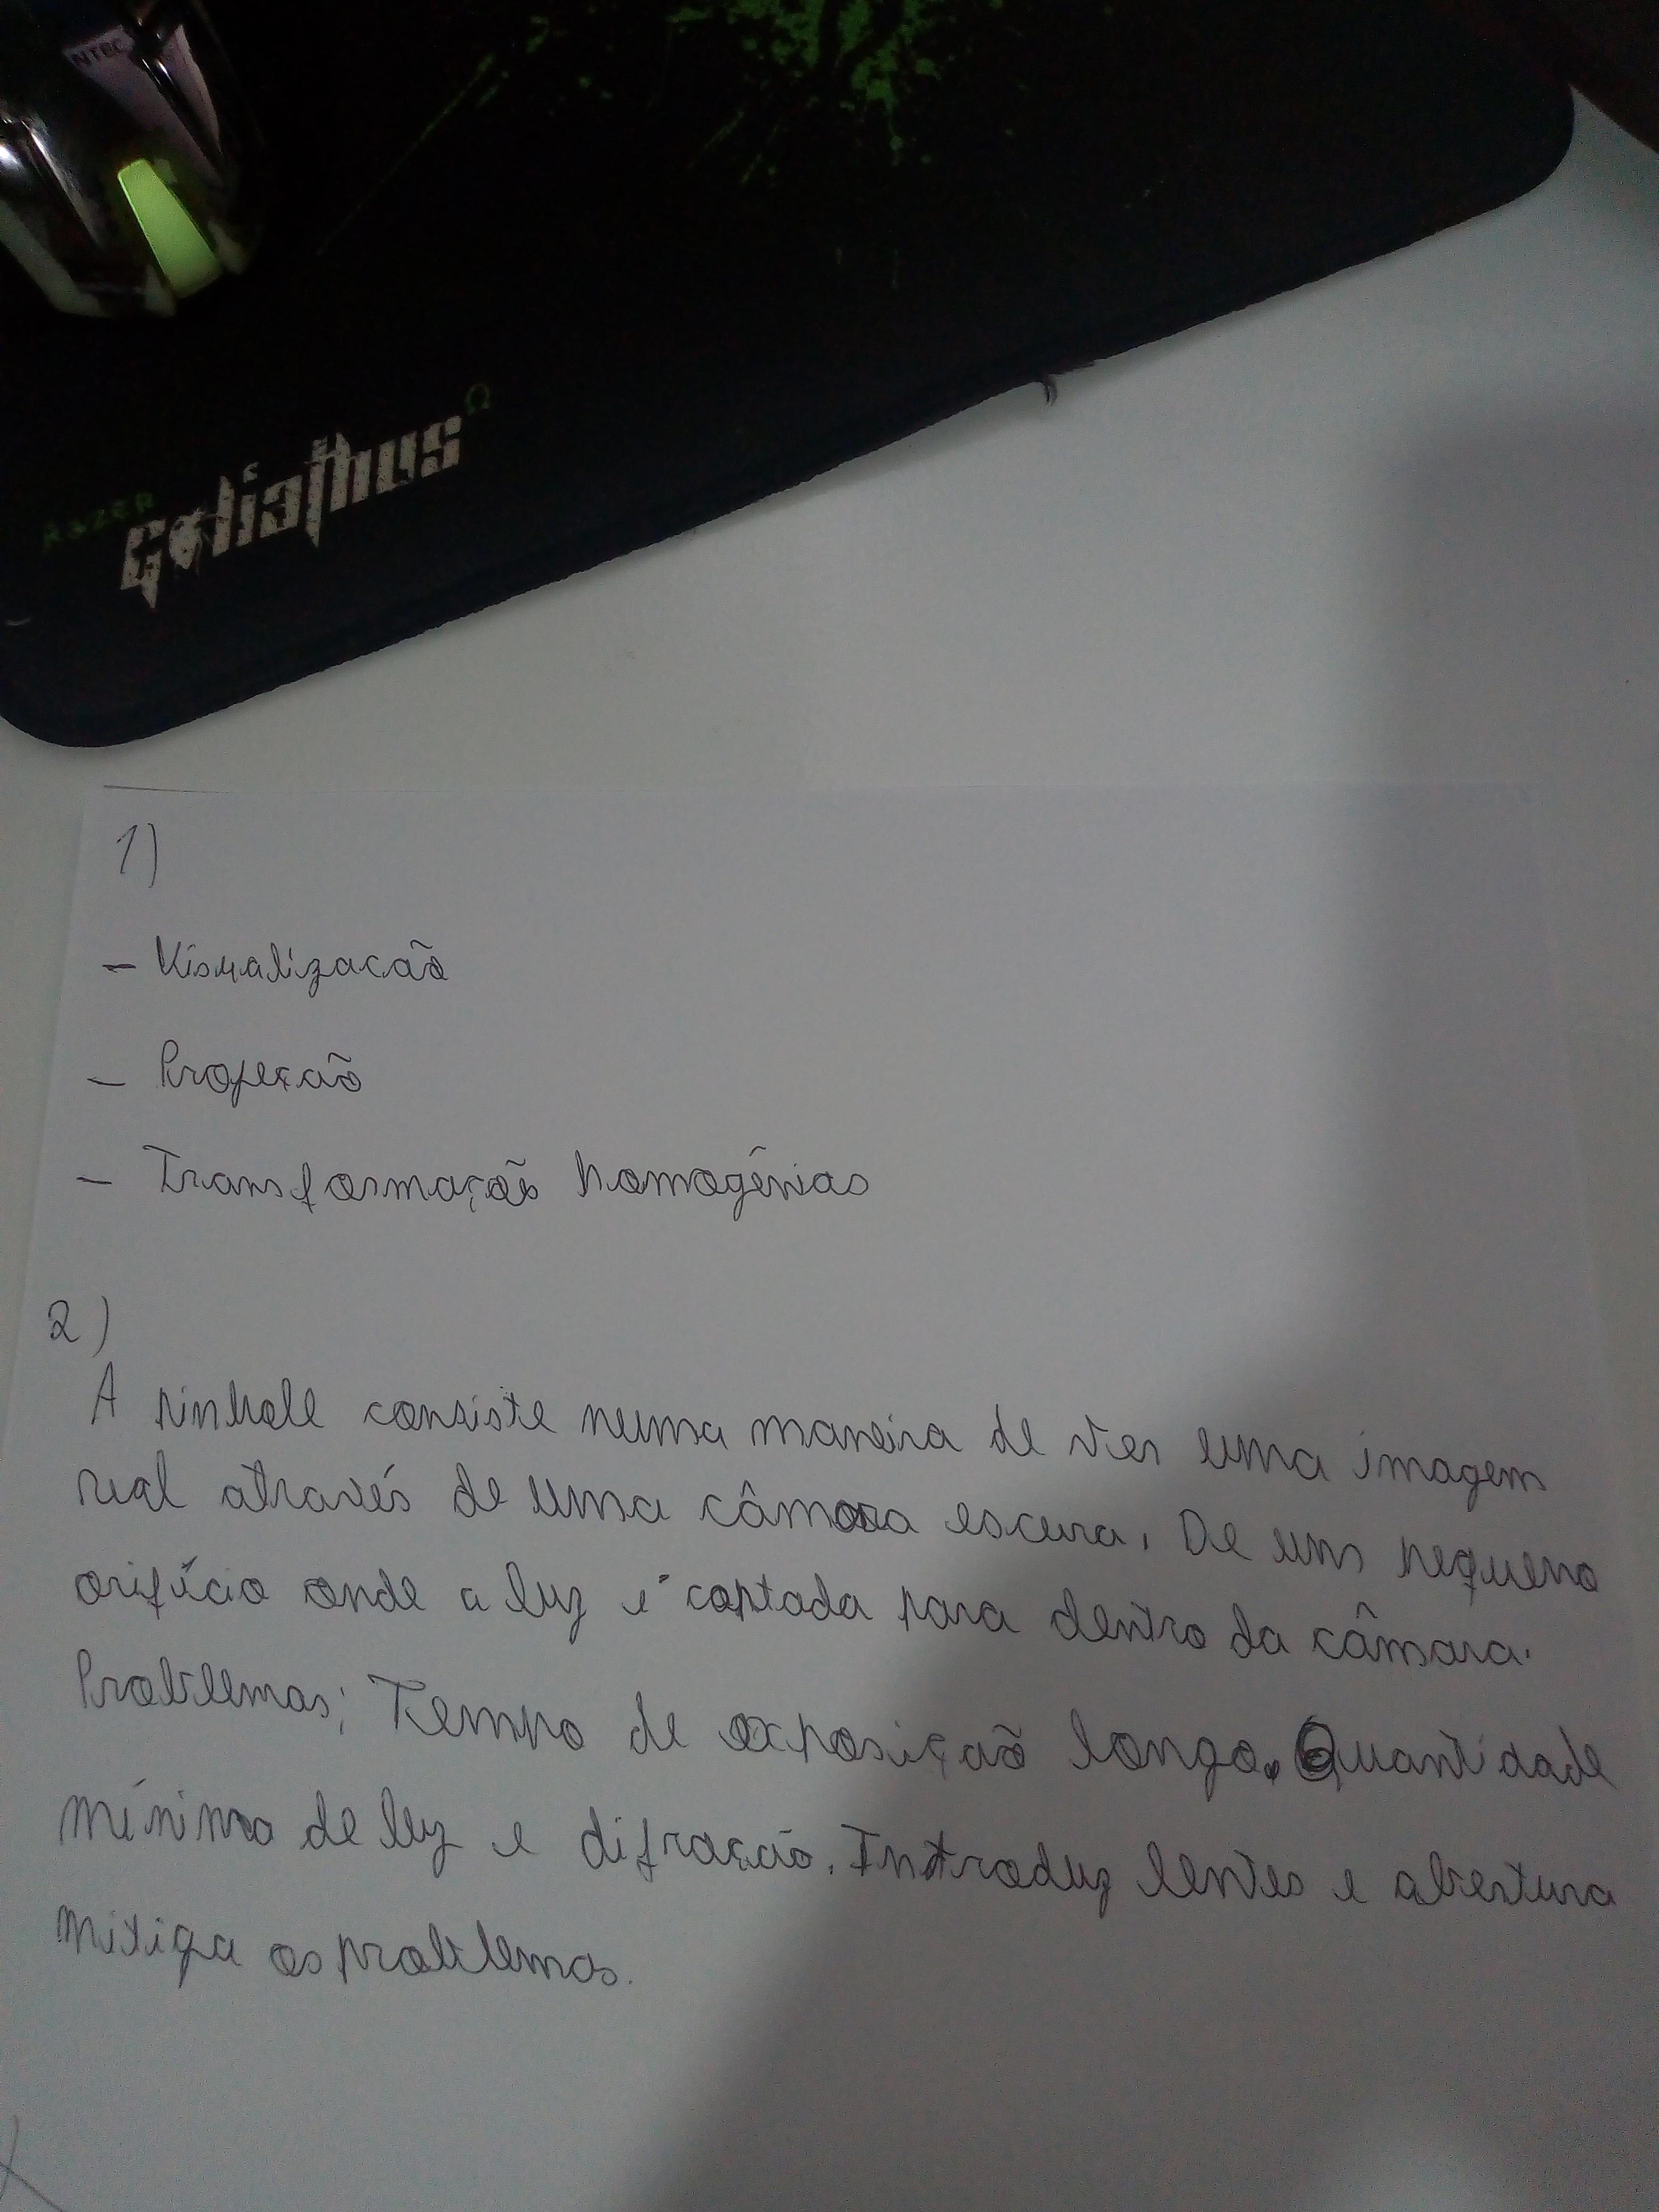 NTEC
RAZER
Goliathus
1)
- Visualização
- Projeção
- Transformações homogênias
2)
A pinhole consiste numa maneira de ver uma imagem
real através de uma câmara escura. De um pequeno
orifício onde a luz é captada para dentro da câmara.
Problemas: Tempo de exposição longo. Quantidade
mínima de luz e difração. Introduz lentes e abertura
mitiga os problemas.